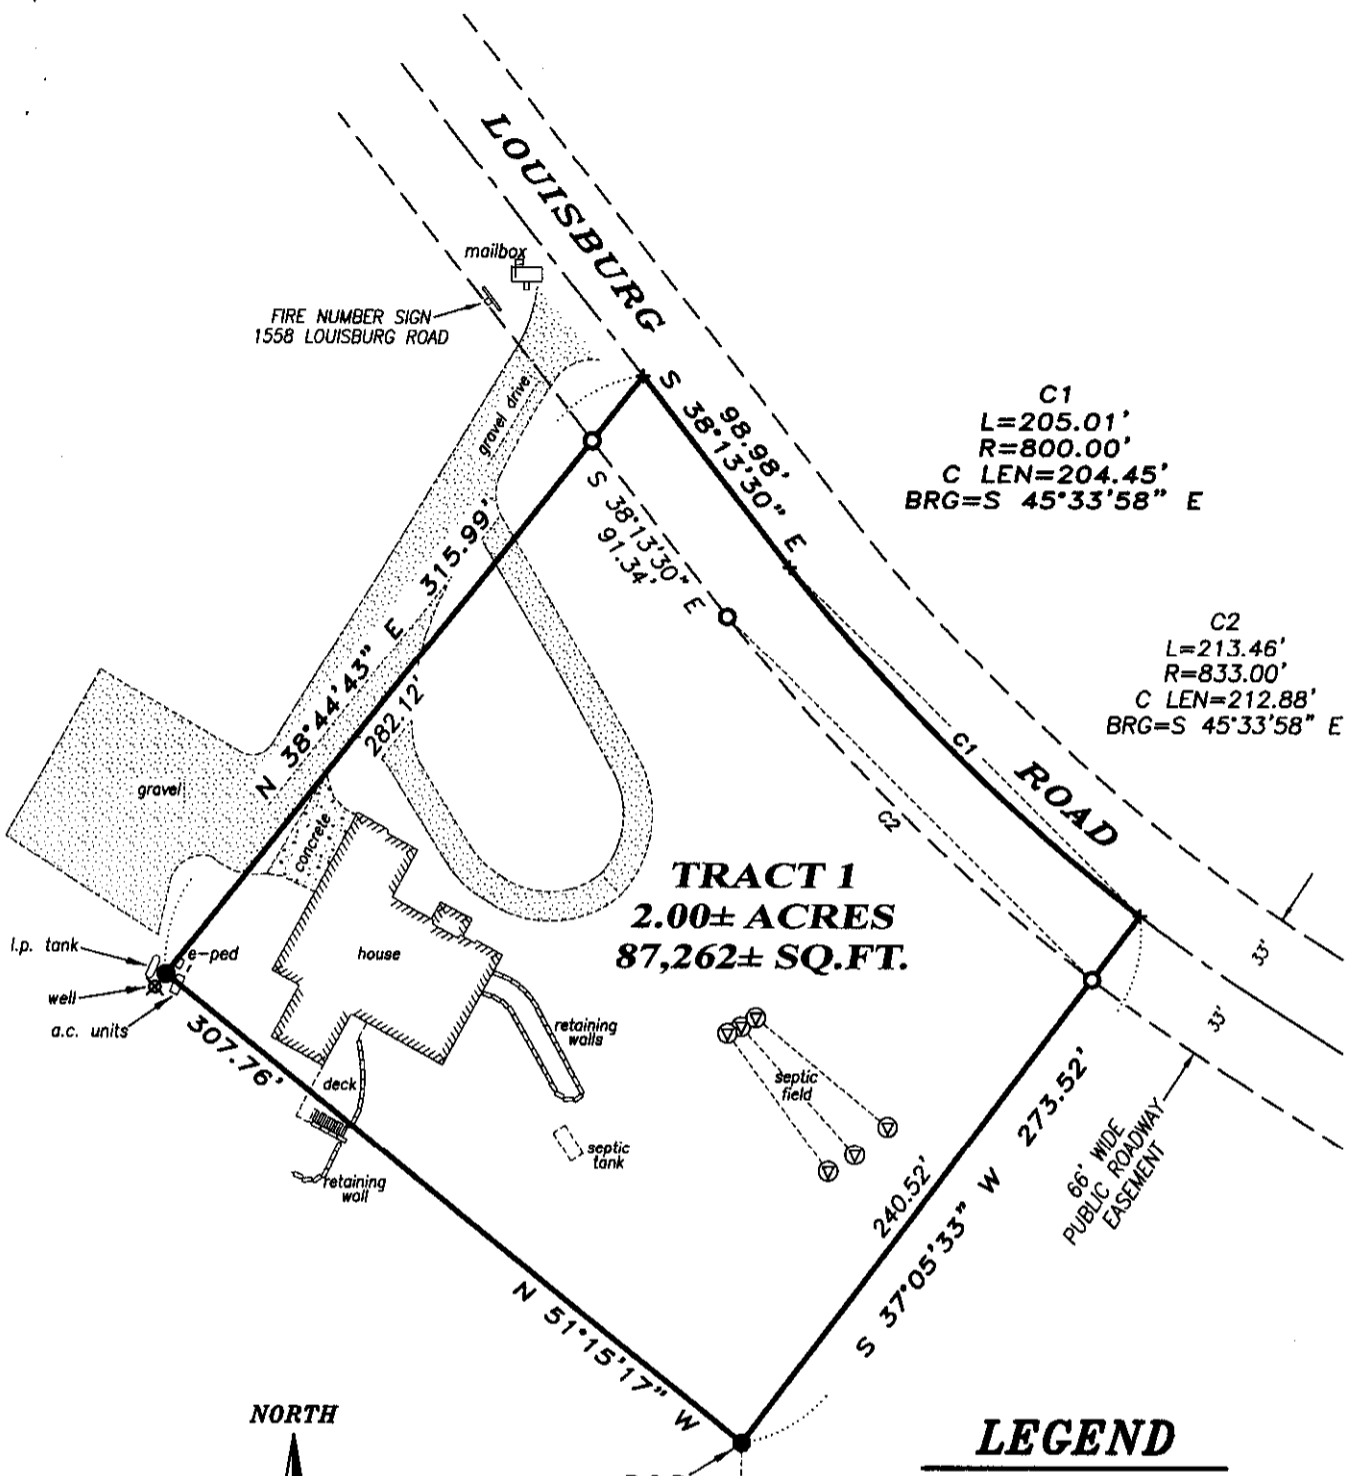 LOUISBURG
mailbox
FIRE NUMBER SIGN
1558 LOUISBURG ROAD
gravel drive
98.98'
S 38°13'30" E
S 38°13'30" E
91.34'
C1
L=205.01'
R=800.00'
C LEN=204.45'
BRG=S 45°33'58" E
C2
L=213.46'
R=833.00'
C LEN=212.88'
BRG=S 45°33'58" E
N 38°44'43" E 315.99'
282.12'
C1
ROAD
C2
gravel
concrete
TRACT 1
2.00± ACRES
87,262± SQ.FT.
l.p. tank
e-ped
house
well
a.c. units
33'
33'
307.76'
retaining
walls
deck
septic
field
septic
tank
retaining
wall
66' WIDE
PUBLIC ROADWAY
EASEMENT
240.52'
S 37°05'33" W 273.52'
N 51°15'17" W
NORTH
LEGEND